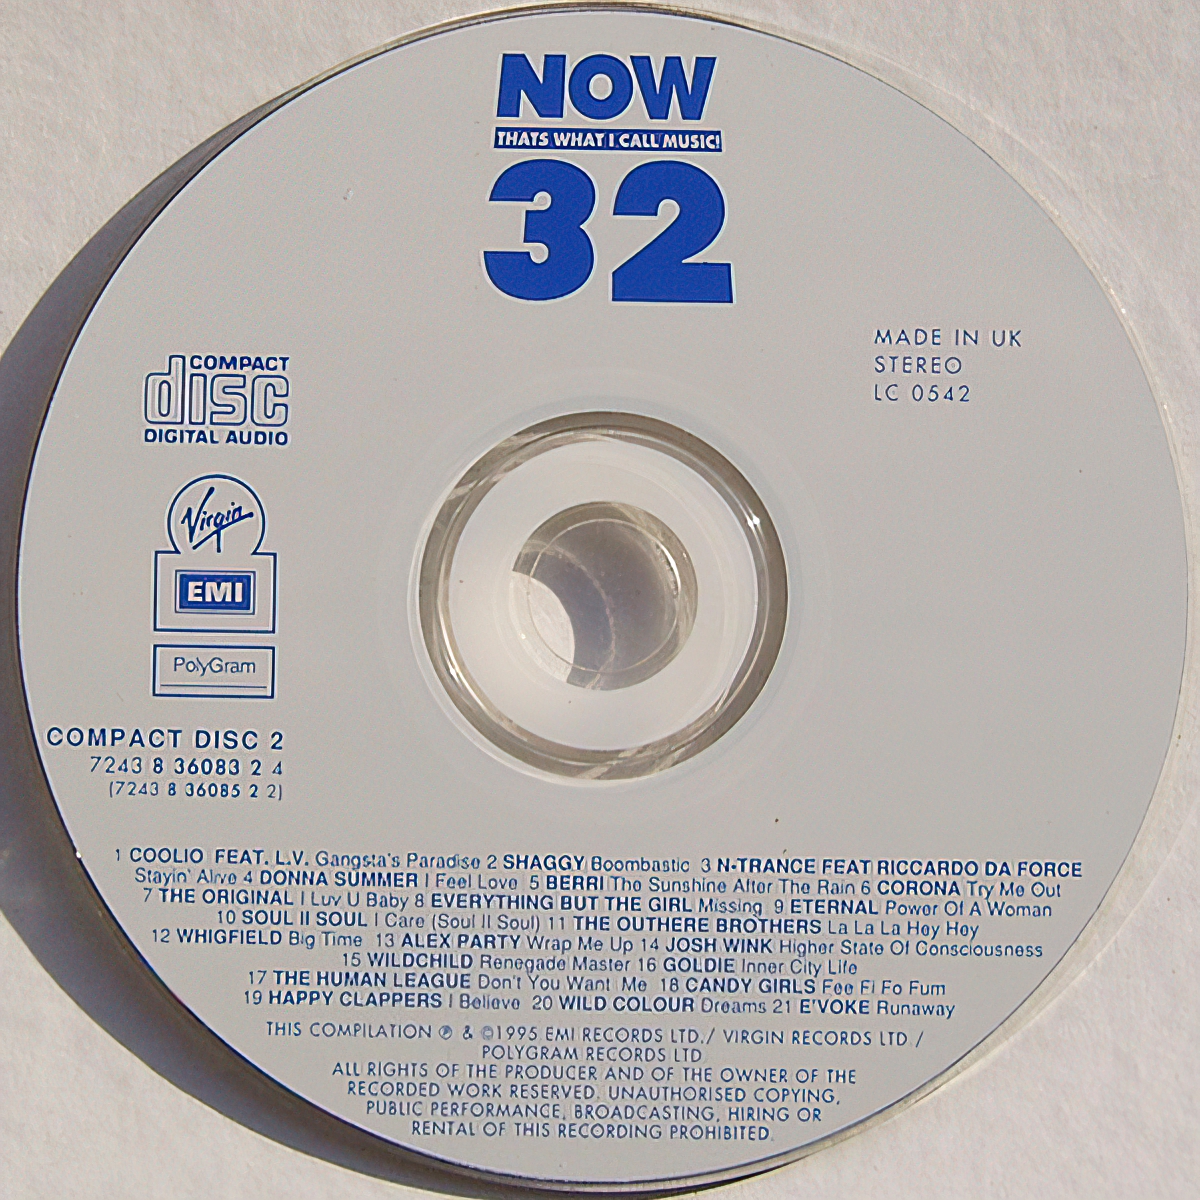 NOW
THATS WHAT I CALL MUSIC!
32
MADE IN UK
STEREO
LC 0542
COMPACT
disc
DIGITAL AUDIO
Virgin
EMI
PolyGram
COMPACT DISC 2
7243 8 36083 2 4
(7243 8 36085 2 2)
1 COOLIO FEAT. L.V. Gangsta's Paradise 2 SHAGGY Boombastic 3 N-TRANCE FEAT RICCARDO DA FORCE
Stayin' Alive 4 DONNA SUMMER I Feel Love 5 BERRI The Sunshine After The Rain 6 CORONA Try Me Out
7 THE ORIGINAL I Luv U Baby 8 EVERYTHING BUT THE GIRL Missing 9 ETERNAL Power Of A Woman
10 SOUL II SOUL I Care (Soul II Soul) 11 THE OUTHERE BROTHERS La La La Hey Hey
12 WHIGFIELD Big Time 13 ALEX PARTY Wrap Me Up 14 JOSH WINK Higher State Of Consciousness
15 WILDCHILD Renegade Master 16 GOLDIE Inner City Life
17 THE HUMAN LEAGUE Don't You Want Me 18 CANDY GIRLS Fee Fi Fo Fum
19 HAPPY CLAPPERS I Believe 20 WILD COLOUR Dreams 21 E'VOKE Runaway
THIS COMPILATION ℗ & ©1995 EMI RECORDS LTD./ VIRGIN RECORDS LTD /
POLYGRAM RECORDS LTD
ALL RIGHTS OF THE PRODUCER AND OF THE OWNER OF THE
RECORDED WORK RESERVED. UNAUTHORISED COPYING,
PUBLIC PERFORMANCE, BROADCASTING, HIRING OR
RENTAL OF THIS RECORDING PROHIBITED.